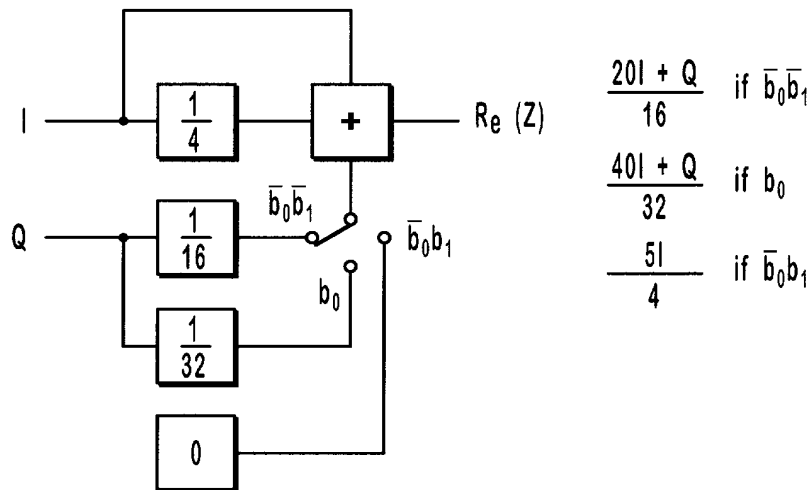 I
1
4
+
Re (Z)
Q
1
16
b̅0b̅1
b̅0b1
b0
1
32
0
20I + Q
16
if b̅0b̅1
40I + Q
32
if b0
5I
4
if b̅0b1